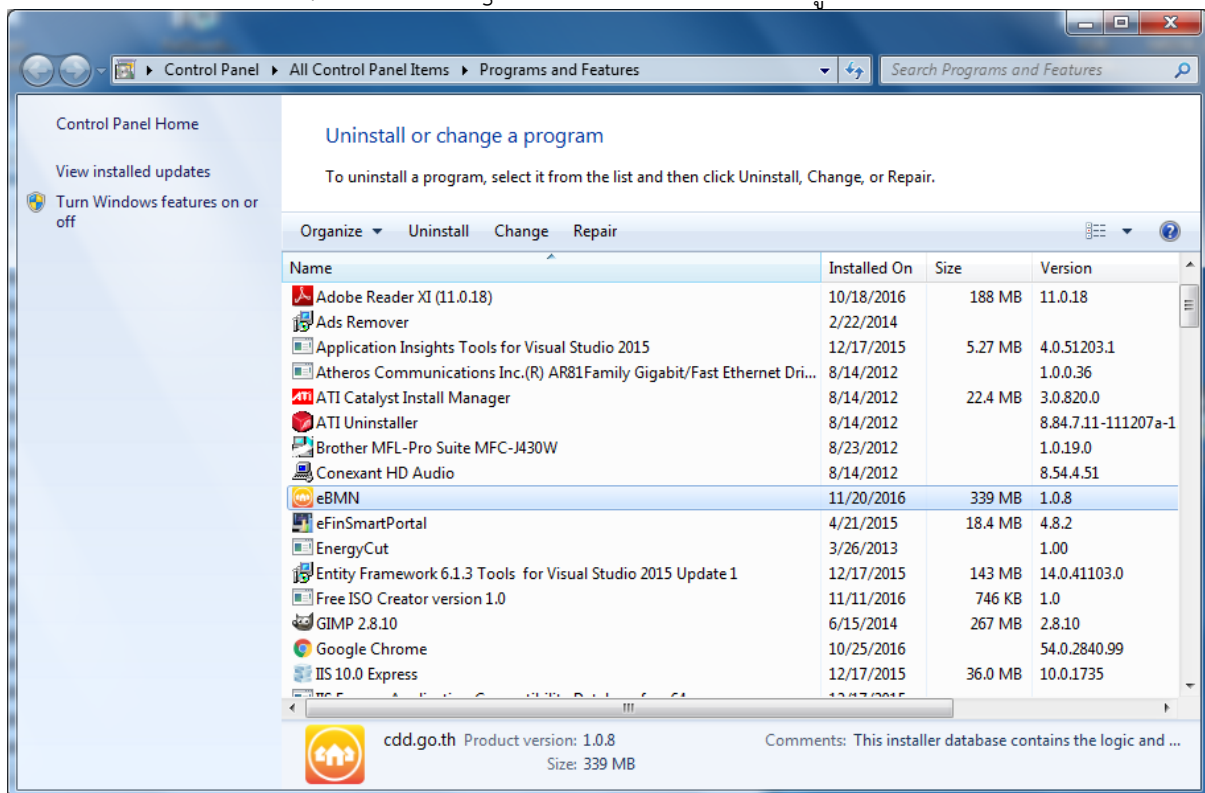 Control Panel ▸ All Control Panel Items ▸ Programs and Features
Search Programs and Features
Control Panel Home
View installed updates
Turn Windows features on or
off
Uninstall or change a program
To uninstall a program, select it from the list and then click Uninstall, Change, or Repair.
Organize Uninstall Change Repair
Name Installed On Size Version
Adobe Reader XI (11.0.18) 10/18/2016 188 MB 11.0.18
Ads Remover 2/22/2014
Application Insights Tools for Visual Studio 2015 12/17/2015 5.27 MB 4.0.51203.1
Atheros Communications Inc.(R) AR81Family Gigabit/Fast Ethernet Dri... 8/14/2012 1.0.0.36
ATI Catalyst Install Manager 8/14/2012 22.4 MB 3.0.820.0
ATI Uninstaller 8/14/2012 8.84.7.11-111207a-1
Brother MFL-Pro Suite MFC-J430W 8/23/2012 1.0.19.0
Conexant HD Audio 8/14/2012 8.54.4.51
eBMN 11/20/2016 339 MB 1.0.8
eFinSmartPortal 4/21/2015 18.4 MB 4.8.2
EnergyCut 3/26/2013 1.00
Entity Framework 6.1.3 Tools for Visual Studio 2015 Update 1 12/17/2015 143 MB 14.0.41103.0
Free ISO Creator version 1.0 11/11/2016 746 KB 1.0
GIMP 2.8.10 6/15/2014 267 MB 2.8.10
Google Chrome 10/25/2016 54.0.2840.99
IIS 10.0 Express 12/17/2015 36.0 MB 10.0.1735
cdd.go.th Product version: 1.0.8 Comments: This installer database contains the logic and ...
Size: 339 MB